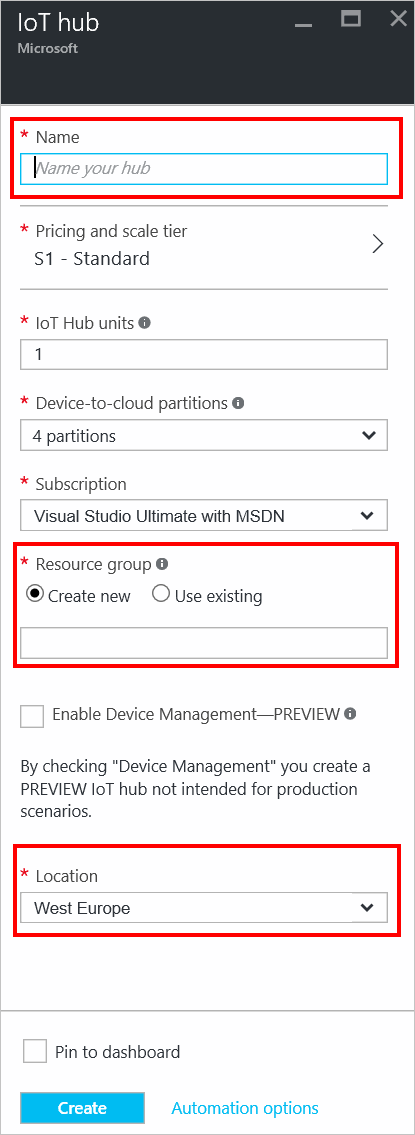 IoT hub
Microsoft
* Name
Name your hub
* Pricing and scale tier
S1 - Standard
* IoT Hub units
1
* Device-to-cloud partitions
4 partitions
* Subscription
Visual Studio Ultimate with MSDN
* Resource group
Create new Use existing
Enable Device Management—PREVIEW
By checking "Device Management" you create a
PREVIEW IoT hub not intended for production
scenarios.
* Location
West Europe
Pin to dashboard
Create Automation options